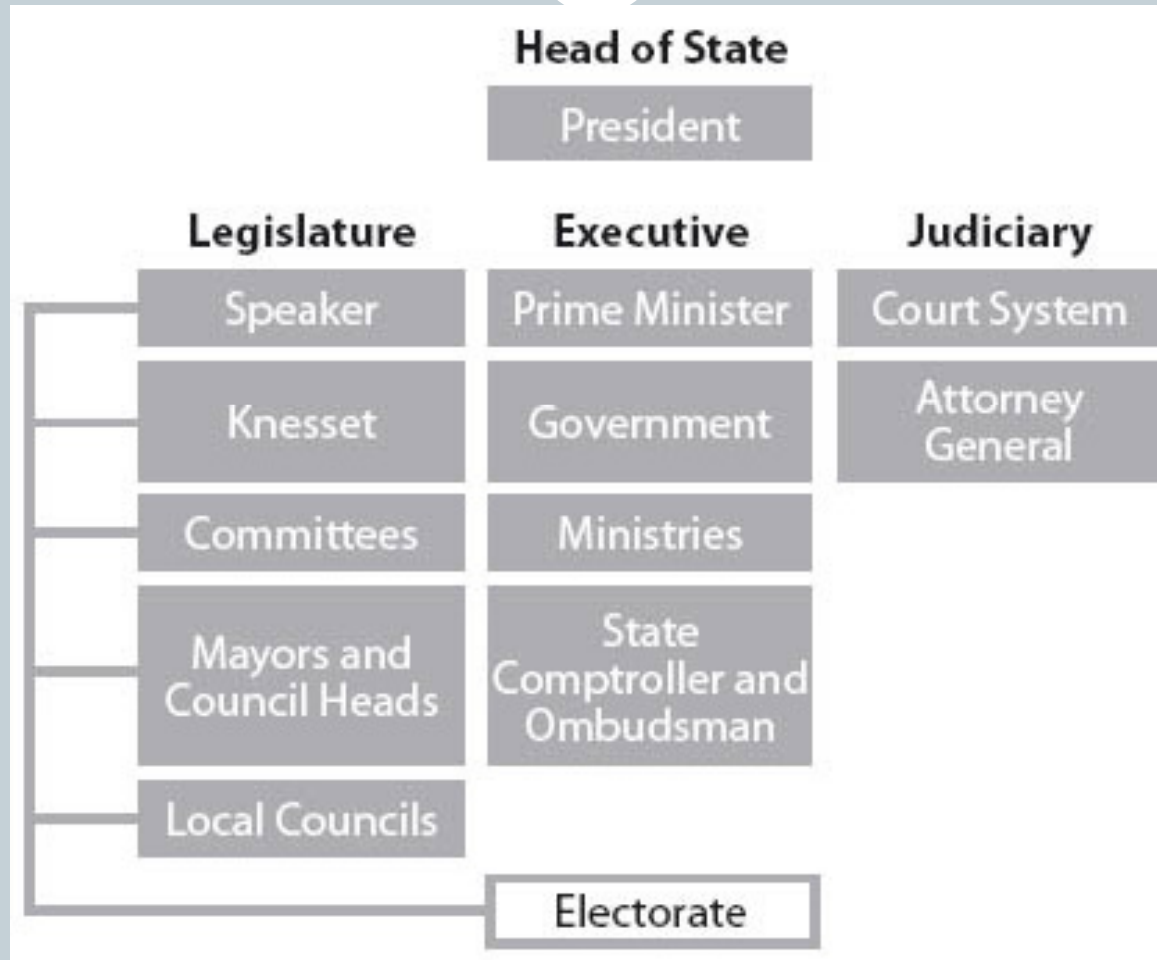 Head of State
President
Legislature
Executive
Judiciary
Speaker
Prime Minister
Court System
Knesset
Government
Attorney
General
Committees
Ministries
Mayors and
Council Heads
State
Comptroller and
Ombudsman
Local Councils
Electorate